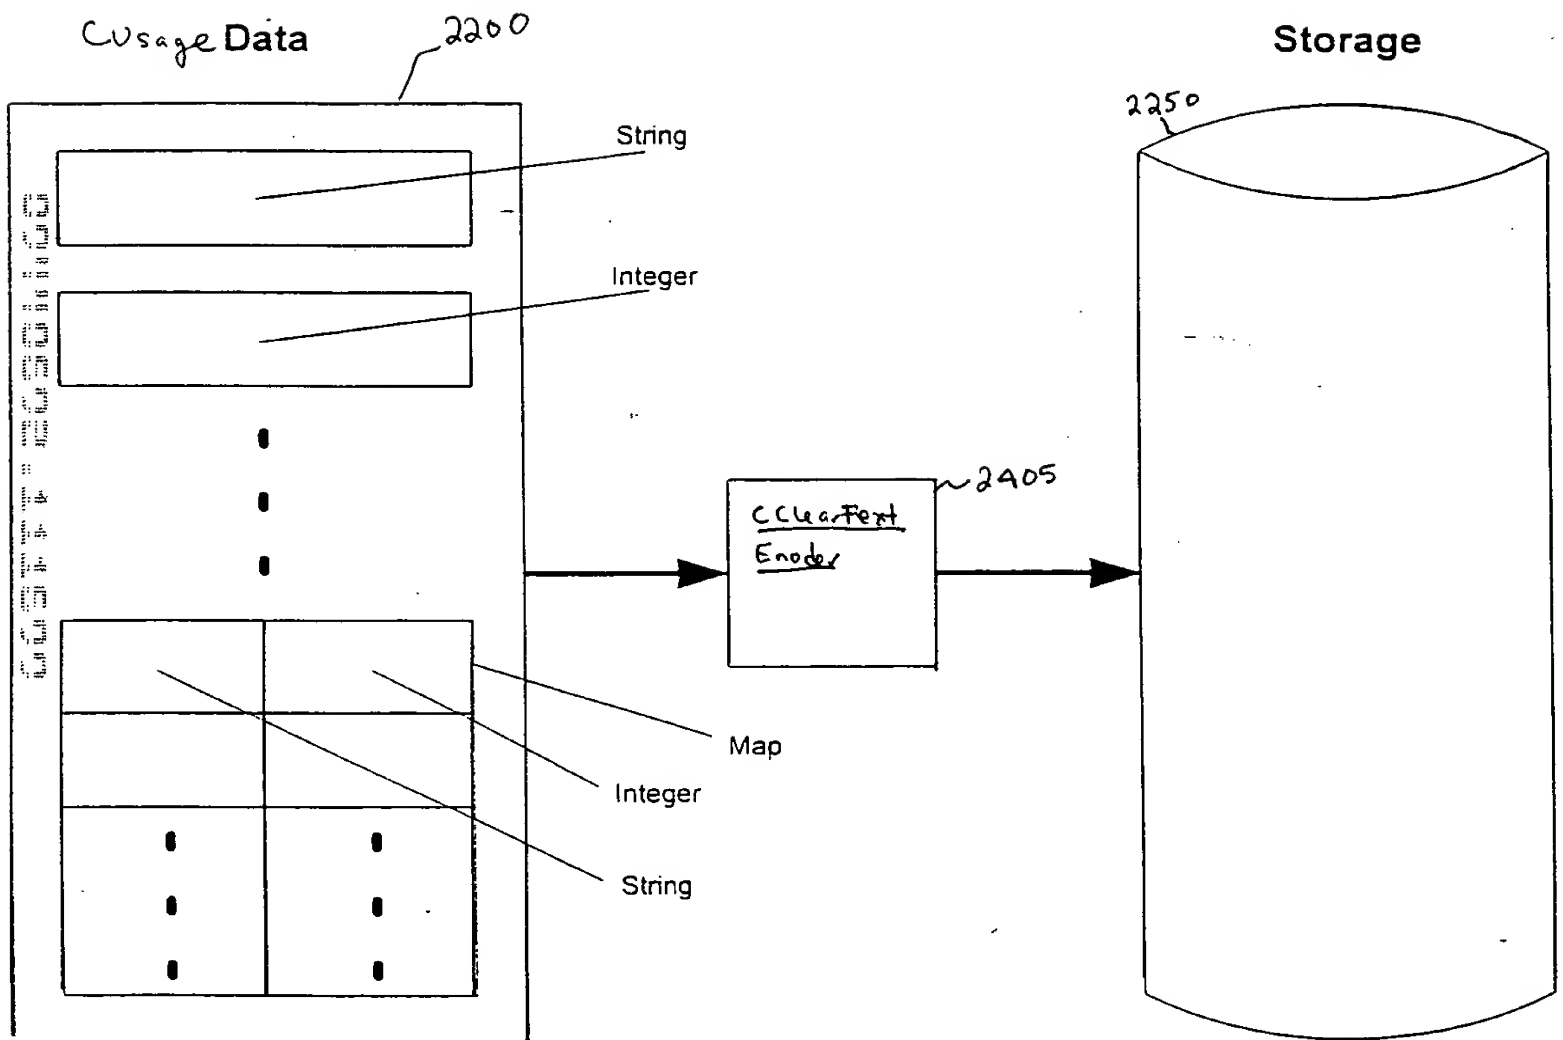 CUsage Data
2200
Storage
2250
String
Integer
2405
CClearText
Enoder
Map
Integer
String